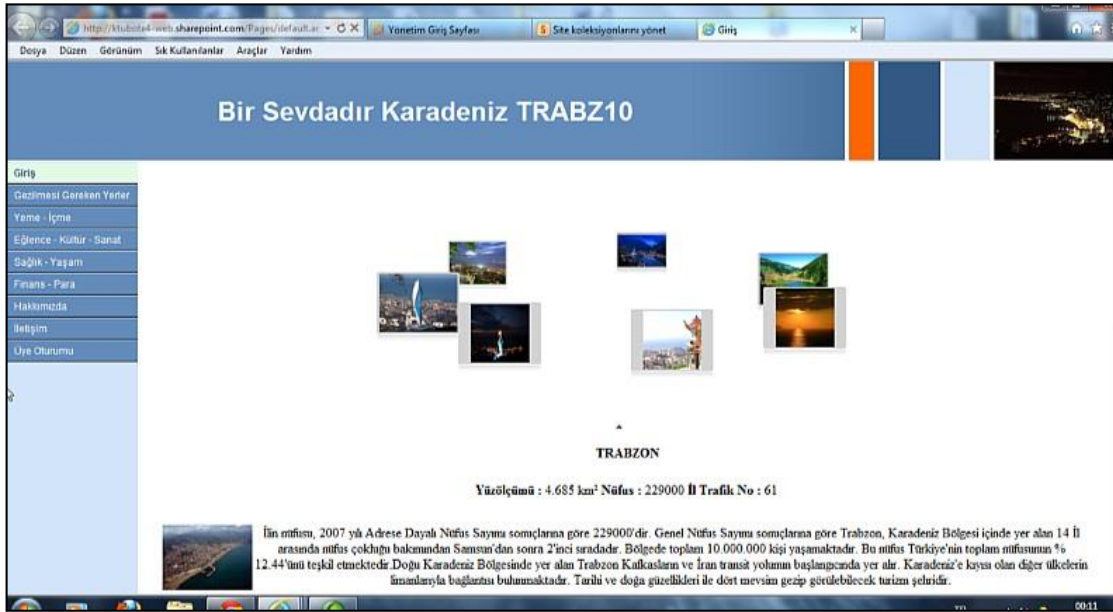 http://ktubote4-web.sharepoint.com/Pages/default.as
Yonetim Giriş Sayfası
Site koleksiyonlarını yönet
Giriş
Dosya Düzen Görünüm Sık Kullanılanlar Araçlar Yardım
Bir Sevdadır Karadeniz TRABZ10
Giriş
Gezilmesi Gereken Yerler
Yeme - İçme
Eğlence - Kültür - Sanat
Sağlık - Yaşam
Finans - Para
Hakkımızda
İletişim
Üye Oturumu
TRABZON
Yüzölçümü : 4.685 km² Nüfus : 229000 İl Trafik No : 61
İlin nüfusu, 2007 yılı Adrese Dayalı Nüfus Sayımı sonuçlarına göre 229000'dir. Genel Nüfus Sayımı sonuçlarına göre Trabzon, Karadeniz Bölgesi içinde yer alan 14 İl
arasında nüfus çokluğu bakımından Samsun'dan sonra 2'inci sıradadır. Bölgede toplam 10.000.000 kişi yaşamaktadır. Bu nüfus Türkiye'nin toplam nüfusunun %
12.44'ünü teşkil etmektedir.Doğu Karadeniz Bölgesinde yer alan Trabzon Kafkasların ve İran transit yolunun başlangıcında yer alır. Karadeniz'e kıyısı olan diğer ülkelerin
limanlarıyla bağlantısı bulunmaktadır. Tarihi ve doğa güzellikleri ile dört mevsim gezip görülebilecek turizm şehridir.
00:11